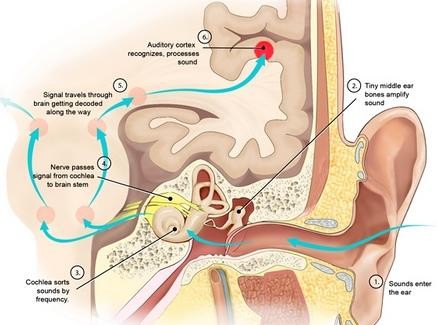 1.
Sounds enter
the ear
2.
Tiny middle ear
bones amplify
sound
3.
Cochlea sorts
sounds by
frequency.
4.
Nerve passes
signal from cochlea
to brain stem
5.
Signal travels through
brain getting decoded
along the way
6.
Auditory cortex
recognizes, processes
sound